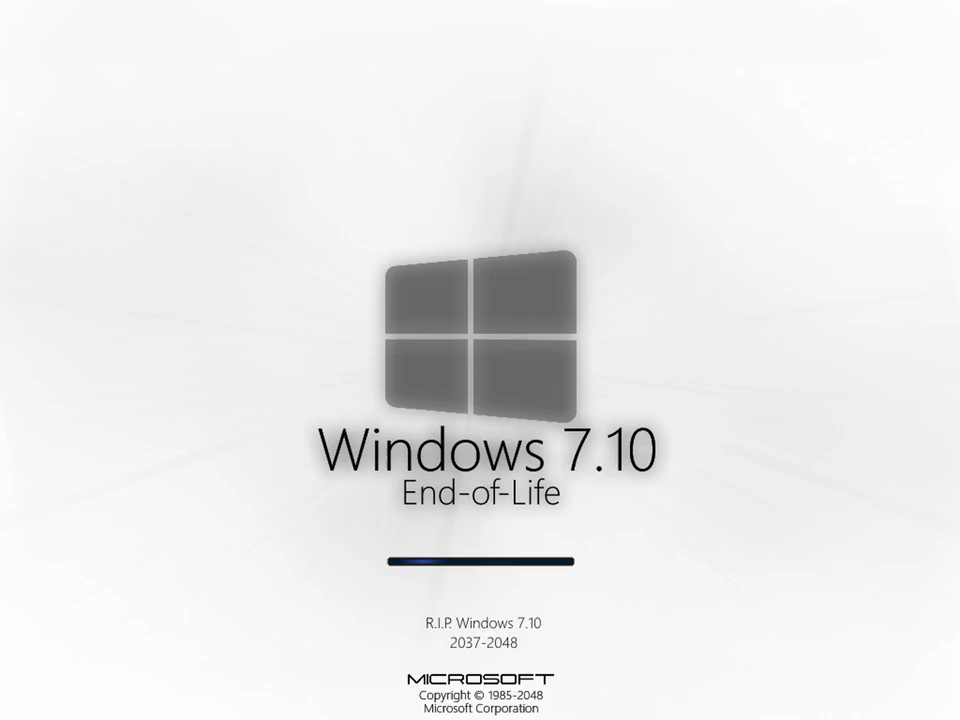 Windows 7.10
End-of-Life
R.I.P. Windows 7.10
2037-2048
MICROSOFT
Copyright © 1985-2048
Microsoft Corporation